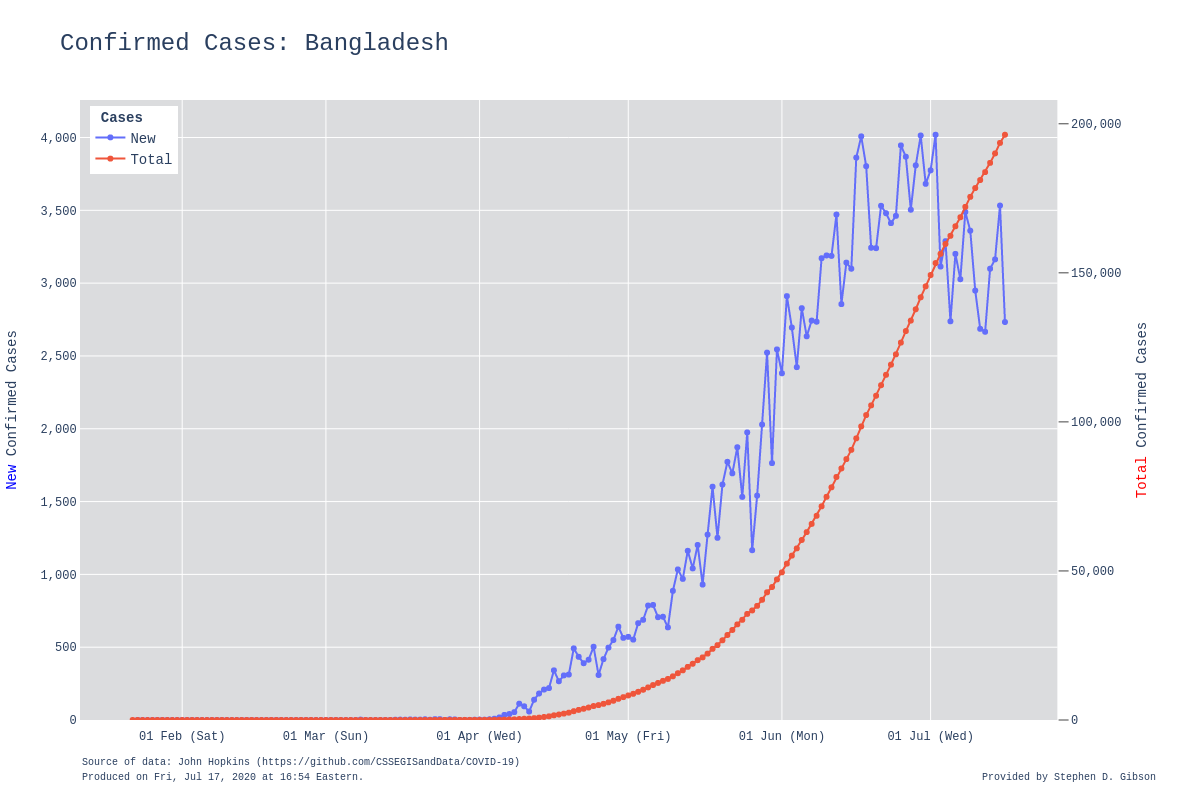 Confirmed Cases: Bangladesh
Cases
New
Total
4,000
3,500
3,000
2,500
2,000
1,500
1,000
500
0
New Confirmed Cases
200,000
150,000
100,000
50,000
0
Total Confirmed Cases
01 Feb (Sat)
01 Mar (Sun)
01 Apr (Wed)
01 May (Fri)
01 Jun (Mon)
01 Jul (Wed)
Source of data: John Hopkins (https://github.com/CSSEGISandData/COVID-19)
Produced on Fri, Jul 17, 2020 at 16:54 Eastern.
Provided by Stephen D. Gibson